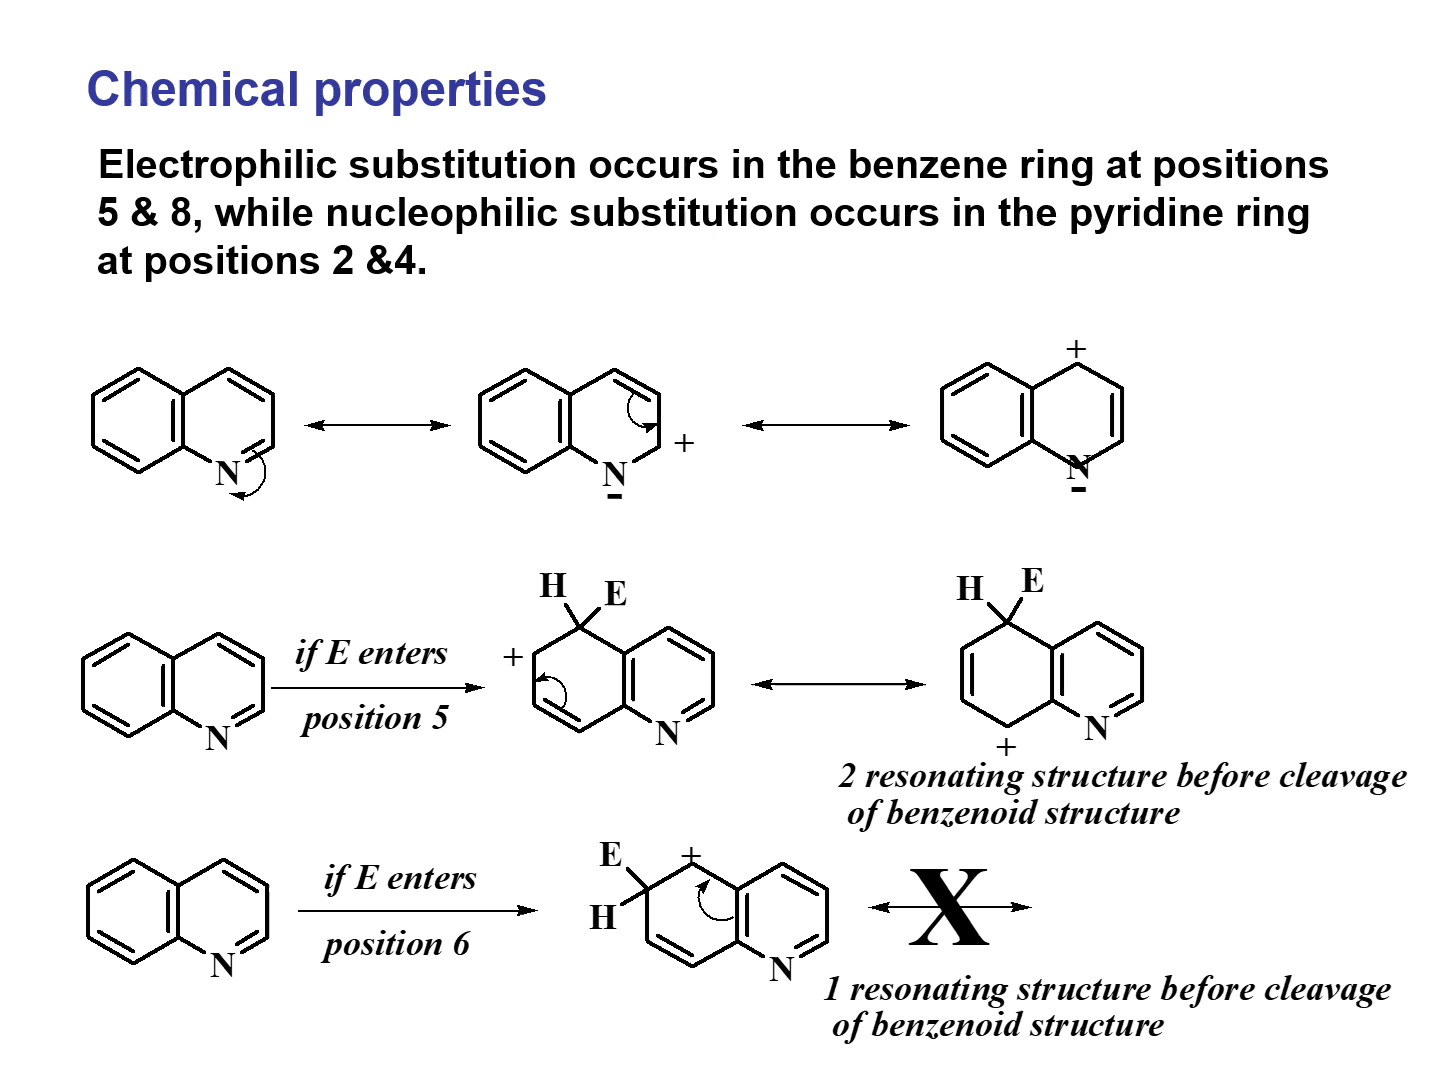 Chemical properties
Electrophilic substitution occurs in the benzene ring at positions
5 & 8, while nucleophilic substitution occurs in the pyridine ring
at positions 2 &4.
+
+
N
N
-
N
-
H E
H E
if E enters
+
position 5
N
N
N
+
2 resonating structure before cleavage
of benzenoid structure
E +
if E enters
X
H
position 6
N
N
1 resonating structure before cleavage
of benzenoid structure